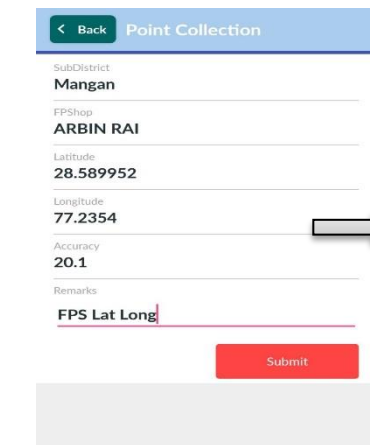 Back Point Collection
SubDistrict
Mangan
FPShop
ARBIN RAI
Latitude
28.589952
Longitude
77.2354
Accuracy
20.1
Remarks
FPS Lat Long
Submit